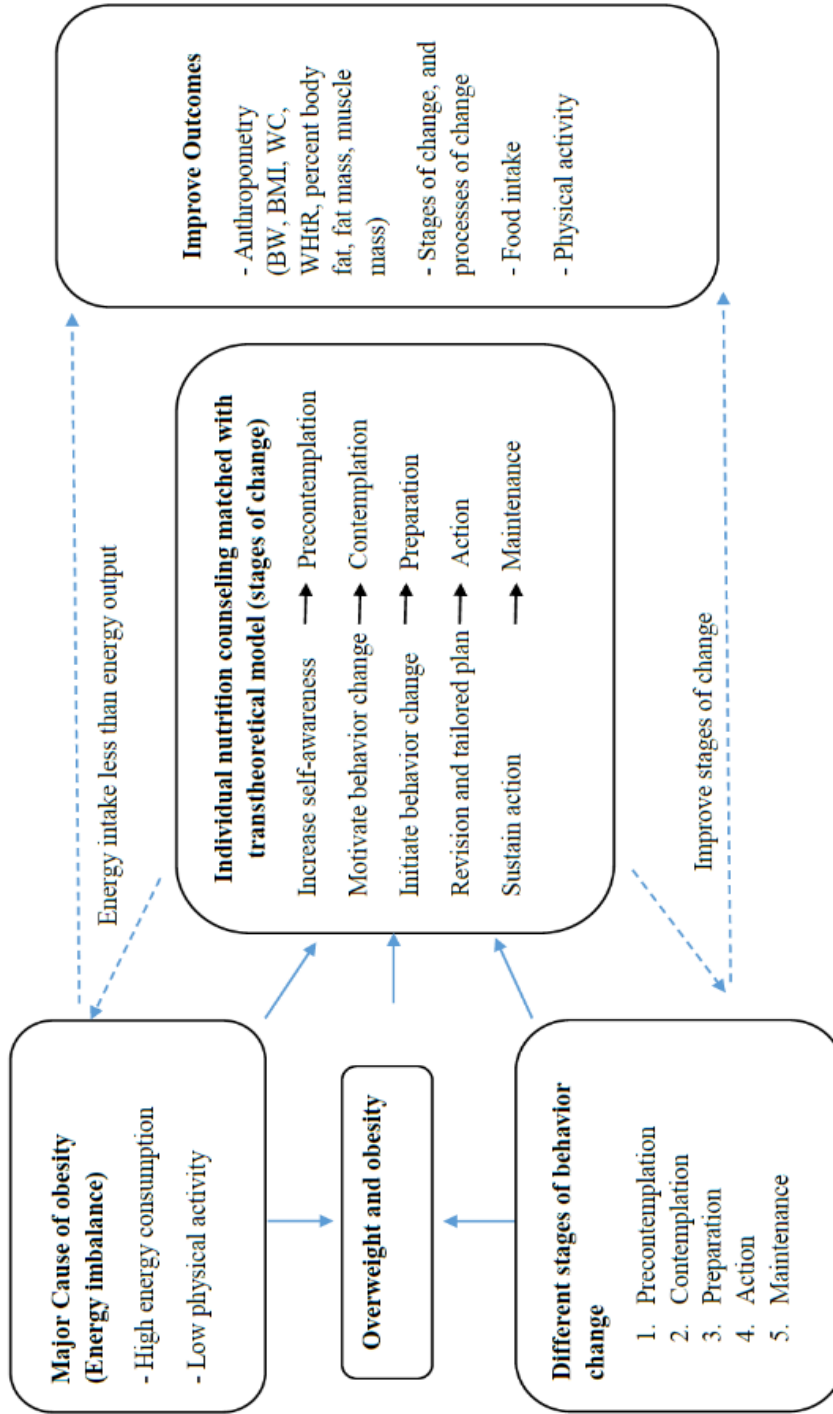 Major Cause of obesity
(Energy imbalance)
- High energy consumption
- Low physical activity
Overweight and obesity
Different stages of behavior
change
1. Precontemplation
2. Contemplation
3. Preparation
4. Action
5. Maintenance
Energy intake less than energy output
Individual nutrition counseling matched with
transtheoretical model (stages of change)
Increase self-awareness → Precontemplation
Motivate behavior change → Contemplation
Initiate behavior change → Preparation
Revision and tailored plan → Action
Sustain action → Maintenance
Improve stages of change
Improve Outcomes
- Anthropometry
(BW, BMI, WC,
WHtR, percent body
fat, fat mass, muscle
mass)
- Stages of change, and
processes of change
- Food intake
- Physical activity